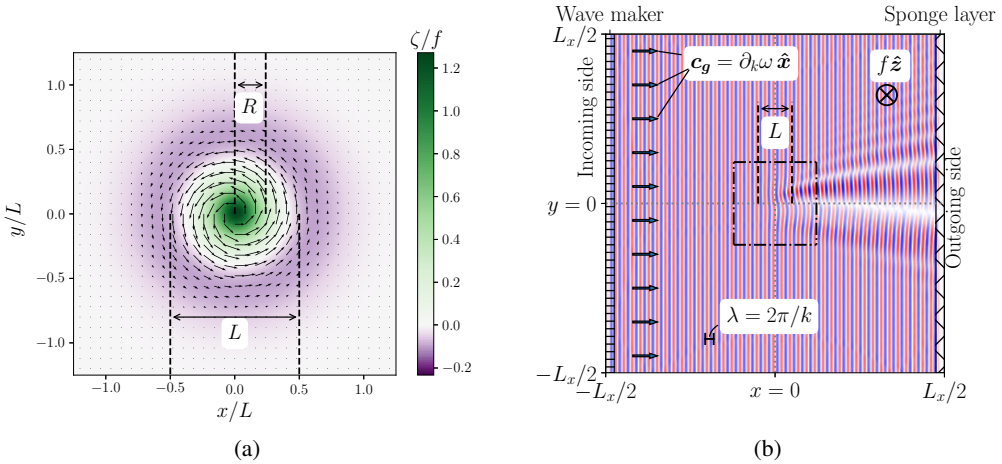 ζ/f
1.2
1.0
0.8
0.6
0.4
0.2
0.0
−0.2
1.0
0.5
0.0
−0.5
−1.0
y/L
R
L
−1.0
−0.5
0.0
0.5
1.0
x/L
(a)
Wave maker
Sponge layer
L_x/2
Incoming side
c_g = ∂_kω x̂
f ẑ
L
y = 0
Outgoing side
λ = 2π/k
−L_x/2
−L_x/2
x = 0
L_x/2
(b)